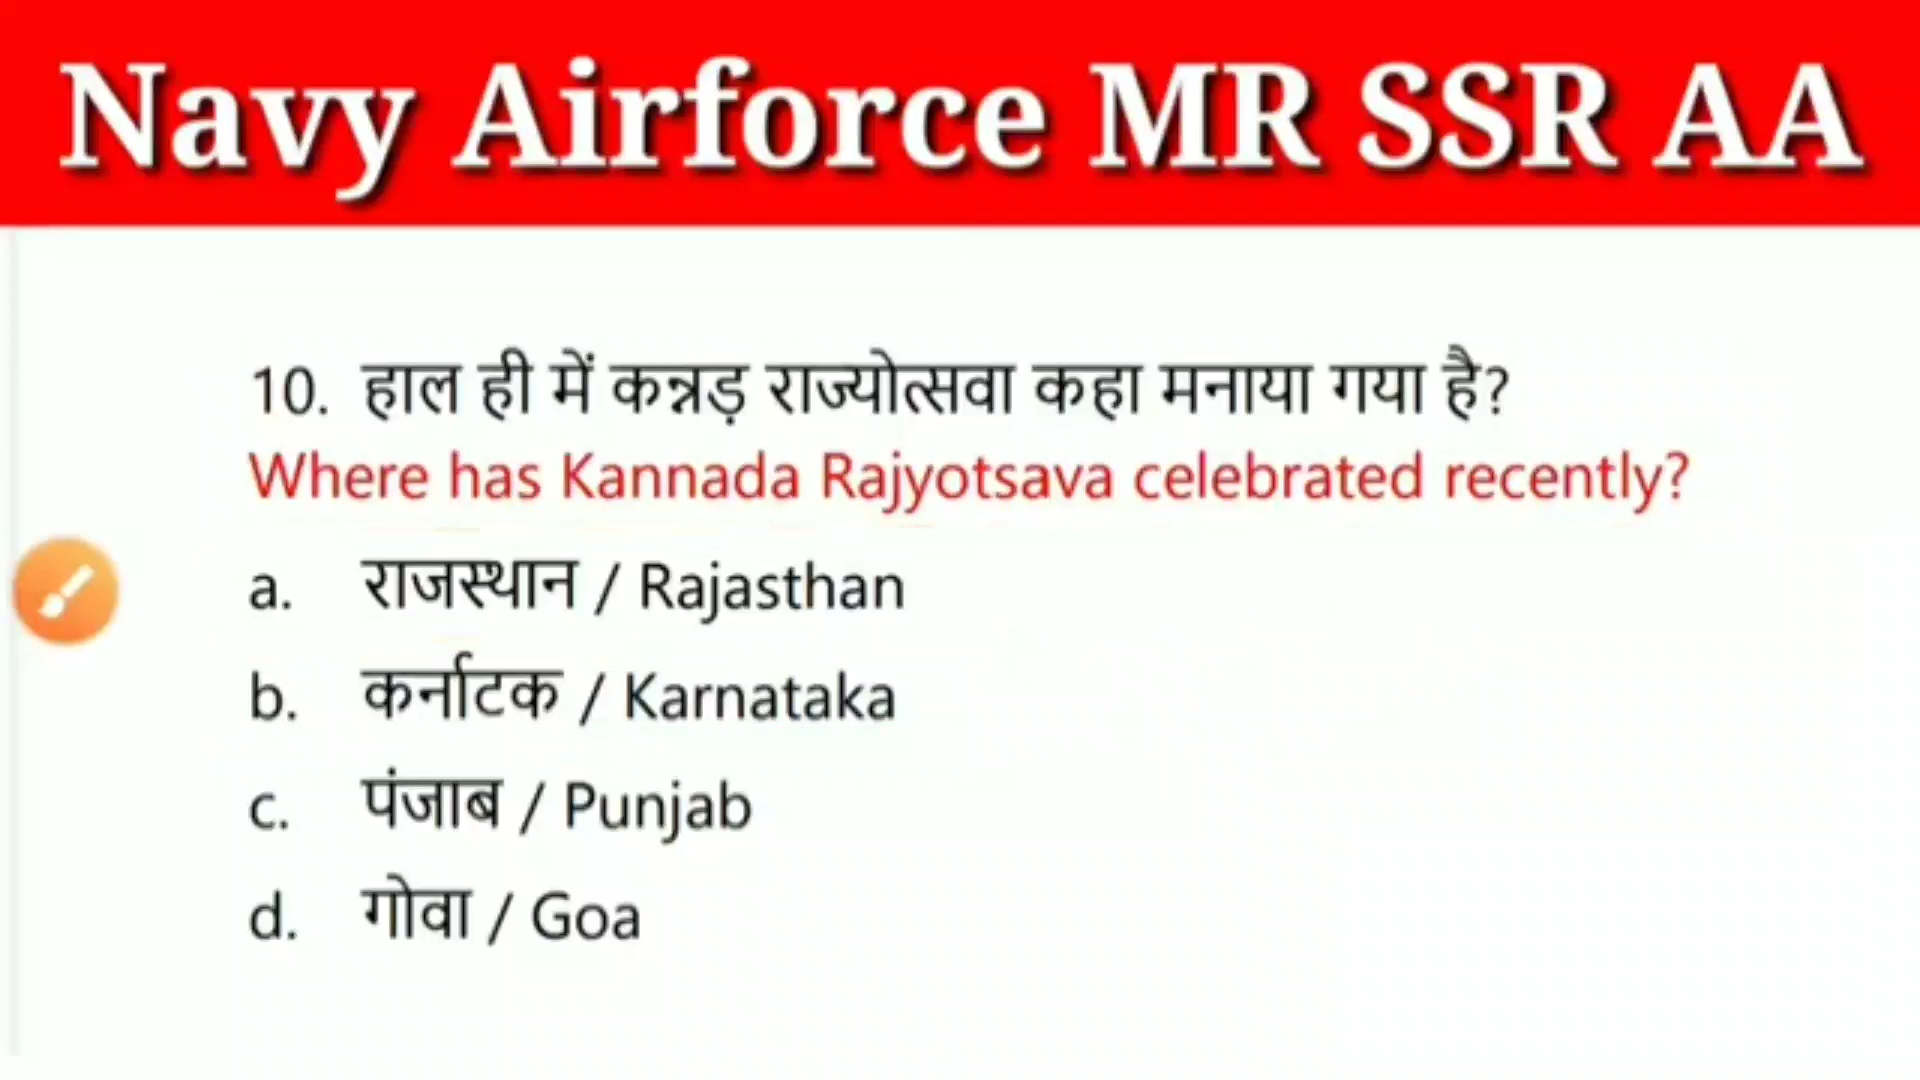 Navy Airforce MR SSR AA
10. हाल ही में कन्नड़ राज्योत्सवा कहा मनाया गया है?
Where has Kannada Rajyotsava celebrated recently?
a. राजस्थान / Rajasthan
b. कर्नाटक / Karnataka
c. पंजाब / Punjab
d. गोवा / Goa